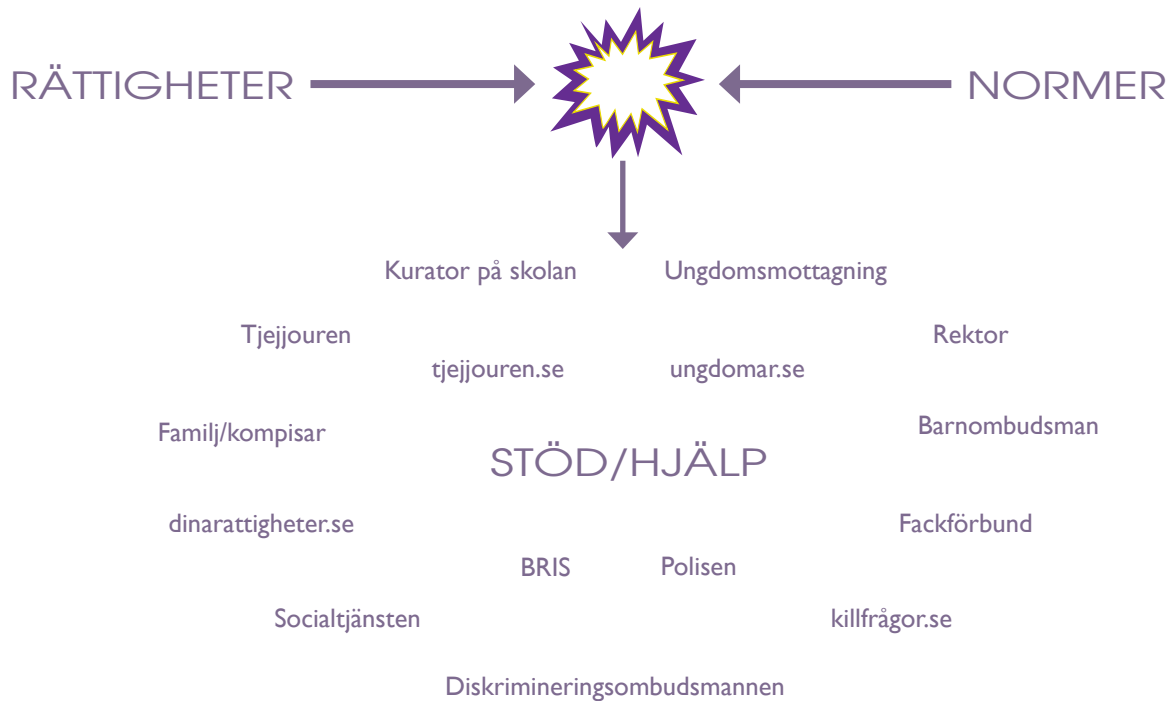 RÄTTIGHETER
NORMER
Kurator på skolan
Ungdomsmottagning
Tjejjouren
Rektor
tjejjouren.se
ungdomar.se
Familj/kompisar
Barnombudsman
STÖD/HJÄLP
dinarattigheter.se
Fackförbund
BRIS
Polisen
Socialtjänsten
killfrågor.se
Diskrimineringsombudsmannen